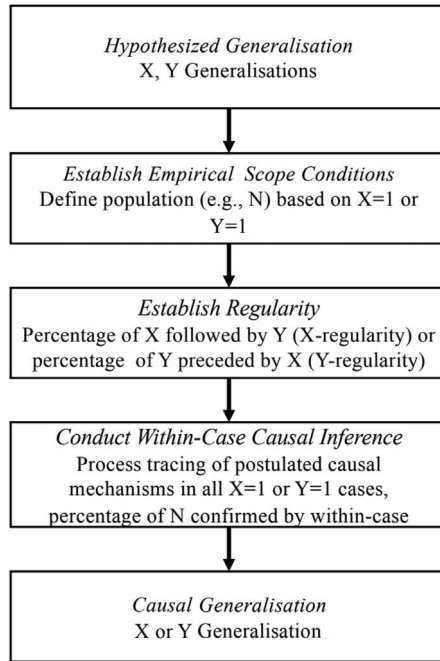 Hypothesized Generalisation
X, Y Generalisations
Establish Empirical Scope Conditions
Define population (e.g., N) based on X=1 or
Y=1
Establish Regularity
Percentage of X followed by Y (X-regularity) or
percentage of Y preceded by X (Y-regularity)
Conduct Within-Case Causal Inference
Process tracing of postulated causal
mechanisms in all X=1 or Y=1 cases,
percentage of N confirmed by within-case
Causal Generalisation
X or Y Generalisation